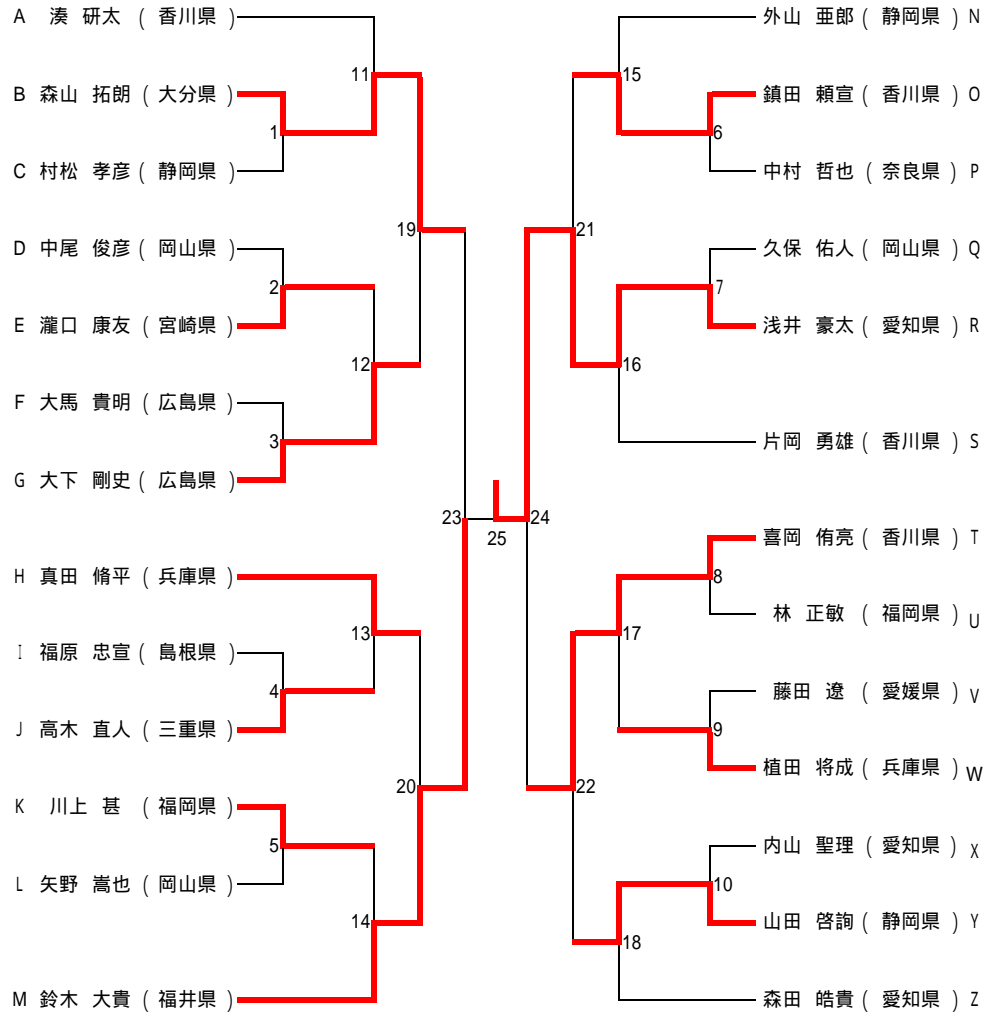 A 湊 研太 ( 香川県 )
11
B 森山 拓朗 ( 大分県 )
1
C 村松 孝彦 ( 静岡県 )
19
D 中尾 俊彦 ( 岡山県 )
2
E 瀧口 康友 ( 宮崎県 )
12
F 大馬 貴明 ( 広島県 )
3
G 大下 剛史 ( 広島県 )
23
H 真田 脩平 ( 兵庫県 )
13
I 福原 忠宣 ( 島根県 )
4
J 高木 直人 ( 三重県 )
20
K 川上 甚 ( 福岡県 )
5
L 矢野 嵩也 ( 岡山県 )
14
M 鈴木 大貴 ( 福井県 )
25
外山 亜郎 ( 静岡県 ) N
15
鎮田 頼宣 ( 香川県 ) O
6
中村 哲也 ( 奈良県 ) P
21
久保 佑人 ( 岡山県 ) Q
7
浅井 豪太 ( 愛知県 ) R
16
片岡 勇雄 ( 香川県 ) S
24
喜岡 侑亮 ( 香川県 ) T
8
林 正敏 ( 福岡県 ) U
17
藤田 遼 ( 愛媛県 ) V
9
植田 将成 ( 兵庫県 ) W
22
内山 聖理 ( 愛知県 ) X
10
山田 啓詢 ( 静岡県 ) Y
18
森田 皓貴 ( 愛知県 ) Z